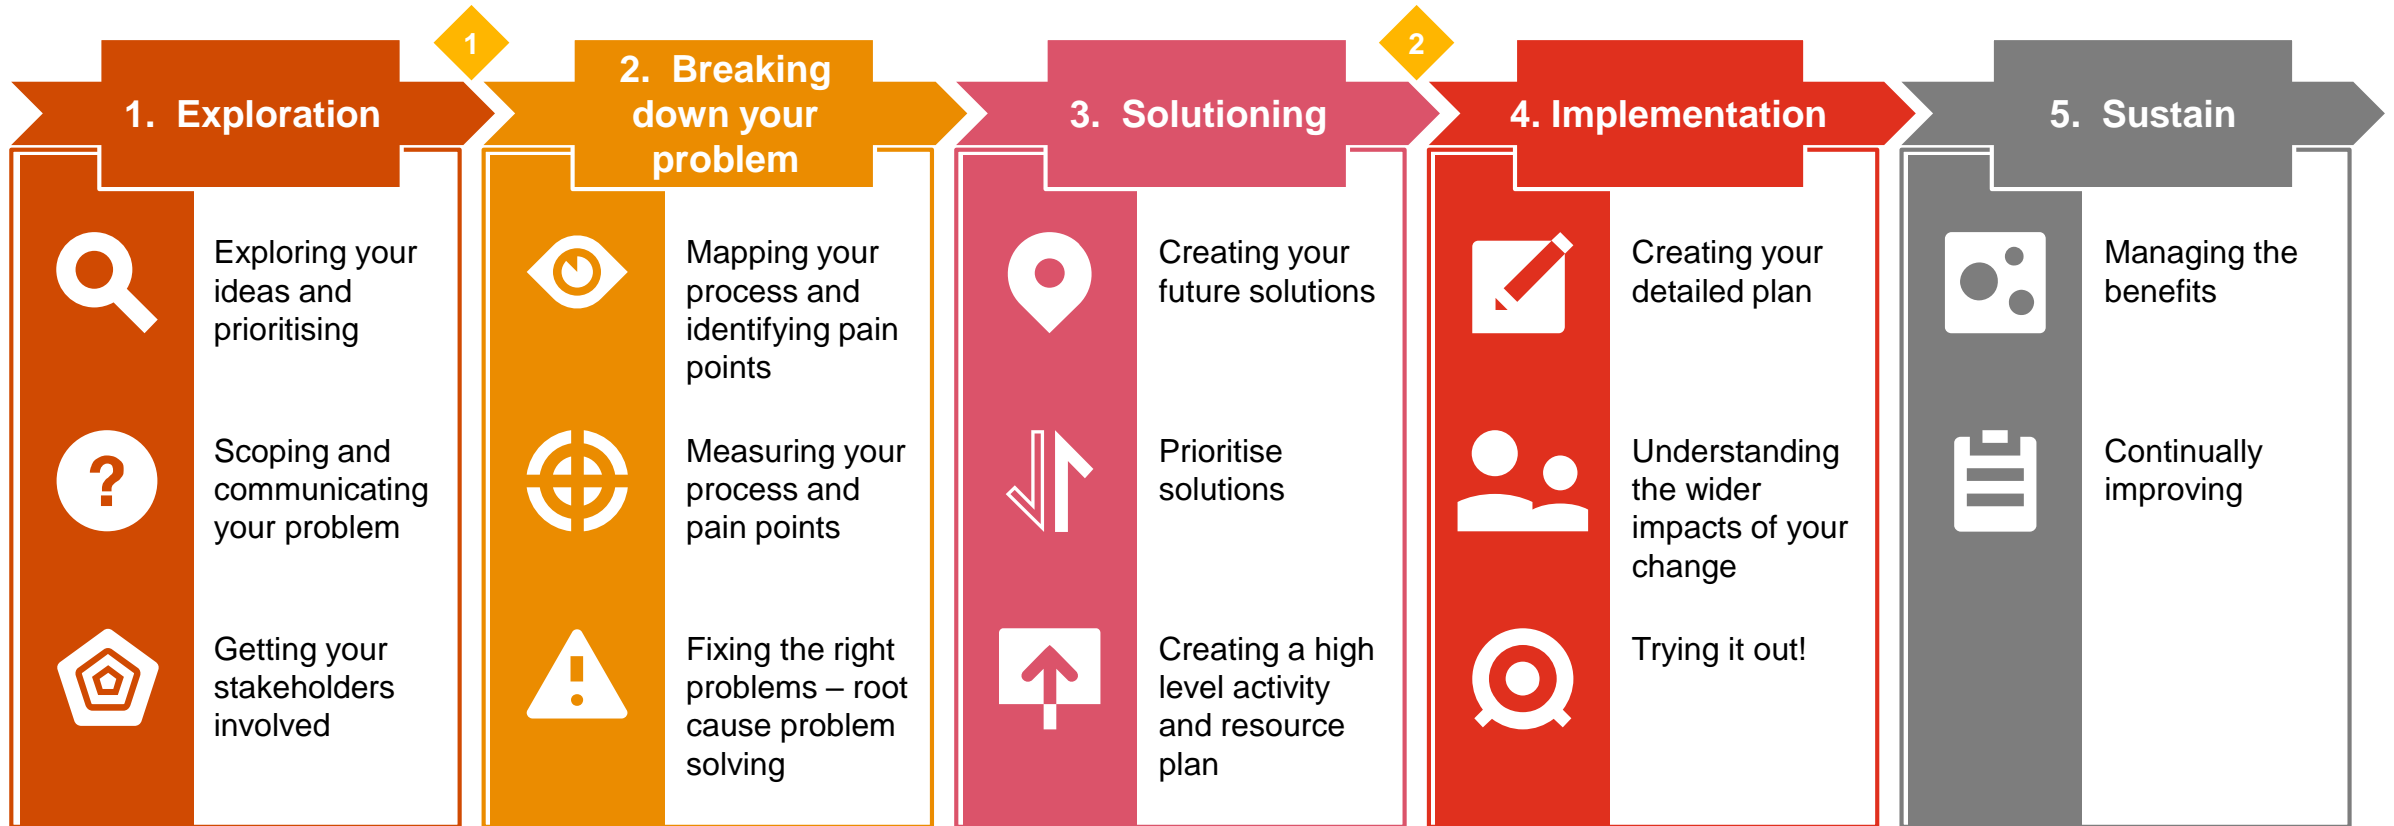 1
2
1. Exploration
2. Breaking
down your
problem
3. Solutioning
4. Implementation
5. Sustain
Exploring your
ideas and
prioritising
?
Scoping and
communicating
your problem
Getting your
stakeholders
involved
Mapping your
process and
identifying pain
points
Measuring your
process and
pain points
!
Fixing the right
problems – root
cause problem
solving
Creating your
future solutions
Prioritise
solutions
Creating a high
level activity
and resource
plan
Creating your
detailed plan
Understanding
the wider
impacts of your
change
Trying it out!
Managing the
benefits
Continually
improving